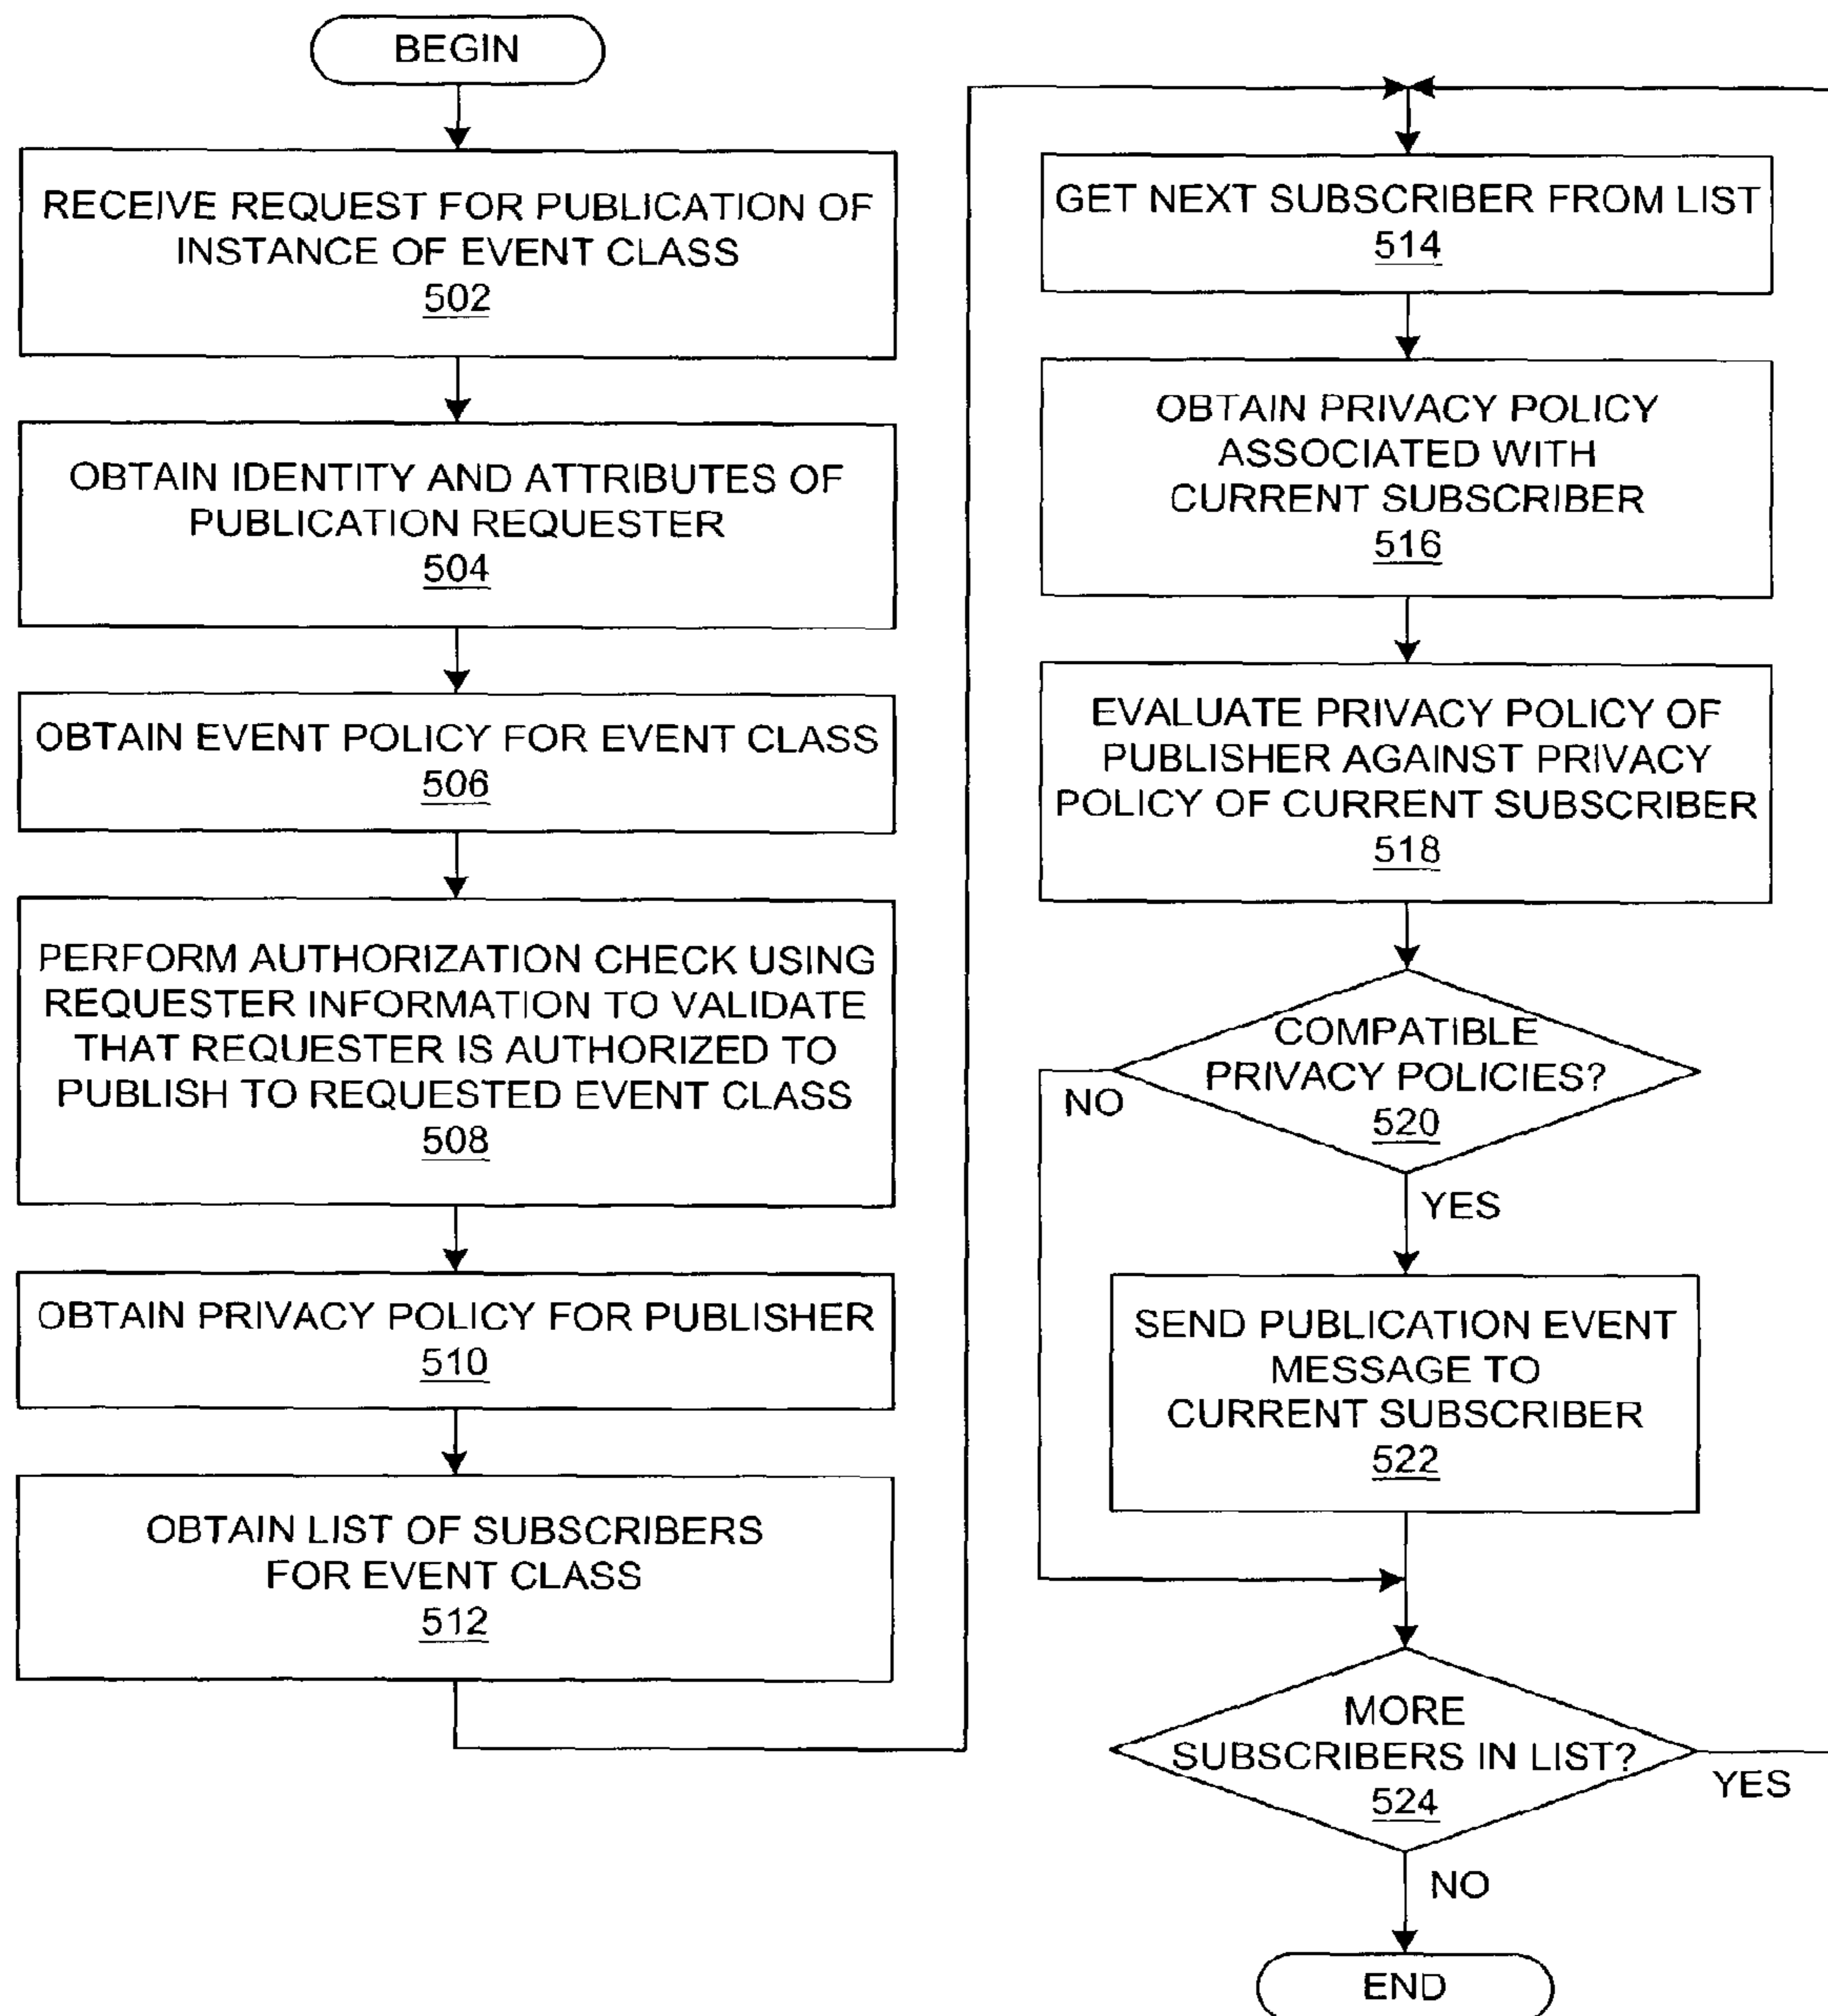 BEGIN
RECEIVE REQUEST FOR PUBLICATION OF
INSTANCE OF EVENT CLASS
502
OBTAIN IDENTITY AND ATTRIBUTES OF
PUBLICATION REQUESTER
504
OBTAIN EVENT POLICY FOR EVENT CLASS
506
PERFORM AUTHORIZATION CHECK USING
REQUESTER INFORMATION TO VALIDATE
THAT REQUESTER IS AUTHORIZED TO
PUBLISH TO REQUESTED EVENT CLASS
508
OBTAIN PRIVACY POLICY FOR PUBLISHER
510
OBTAIN LIST OF SUBSCRIBERS
FOR EVENT CLASS
512
GET NEXT SUBSCRIBER FROM LIST
514
OBTAIN PRIVACY POLICY
ASSOCIATED WITH
CURRENT SUBSCRIBER
516
EVALUATE PRIVACY POLICY OF
PUBLISHER AGAINST PRIVACY
POLICY OF CURRENT SUBSCRIBER
518
COMPATIBLE
PRIVACY POLICIES?
520
NO
YES
SEND PUBLICATION EVENT
MESSAGE TO
CURRENT SUBSCRIBER
522
MORE
SUBSCRIBERS IN LIST?
524
YES
NO
END